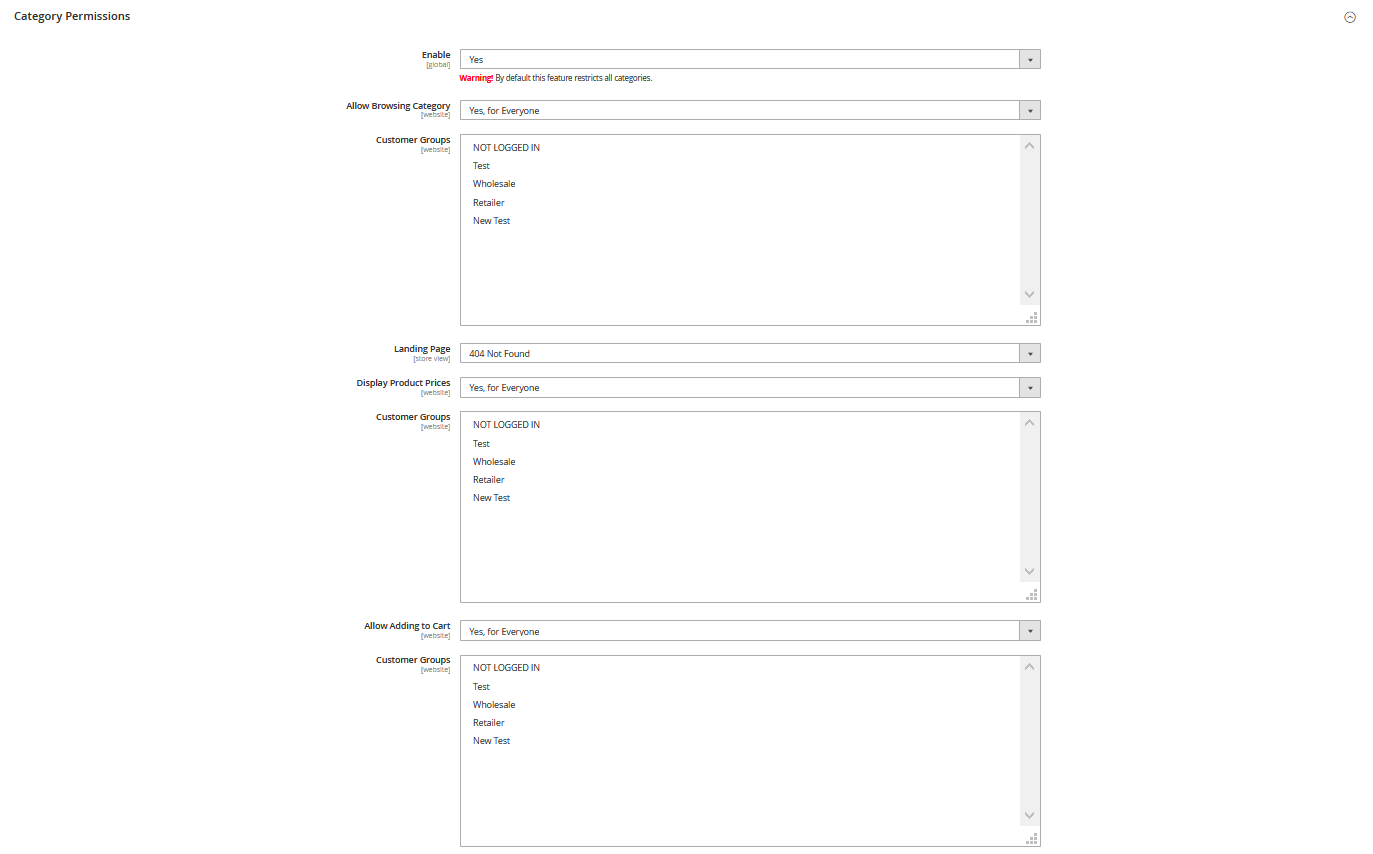 Category Permissions
Enable
[global]
Yes
Warning! By default this feature restricts all categories.
Allow Browsing Category
[website]
Yes, for Everyone
Customer Groups
[website]
NOT LOGGED IN
Test
Wholesale
Retailer
New Test
Landing Page
[store view]
404 Not Found
Display Product Prices
[website]
Yes, for Everyone
Customer Groups
[website]
NOT LOGGED IN
Test
Wholesale
Retailer
New Test
Allow Adding to Cart
[website]
Yes, for Everyone
Customer Groups
[website]
NOT LOGGED IN
Test
Wholesale
Retailer
New Test